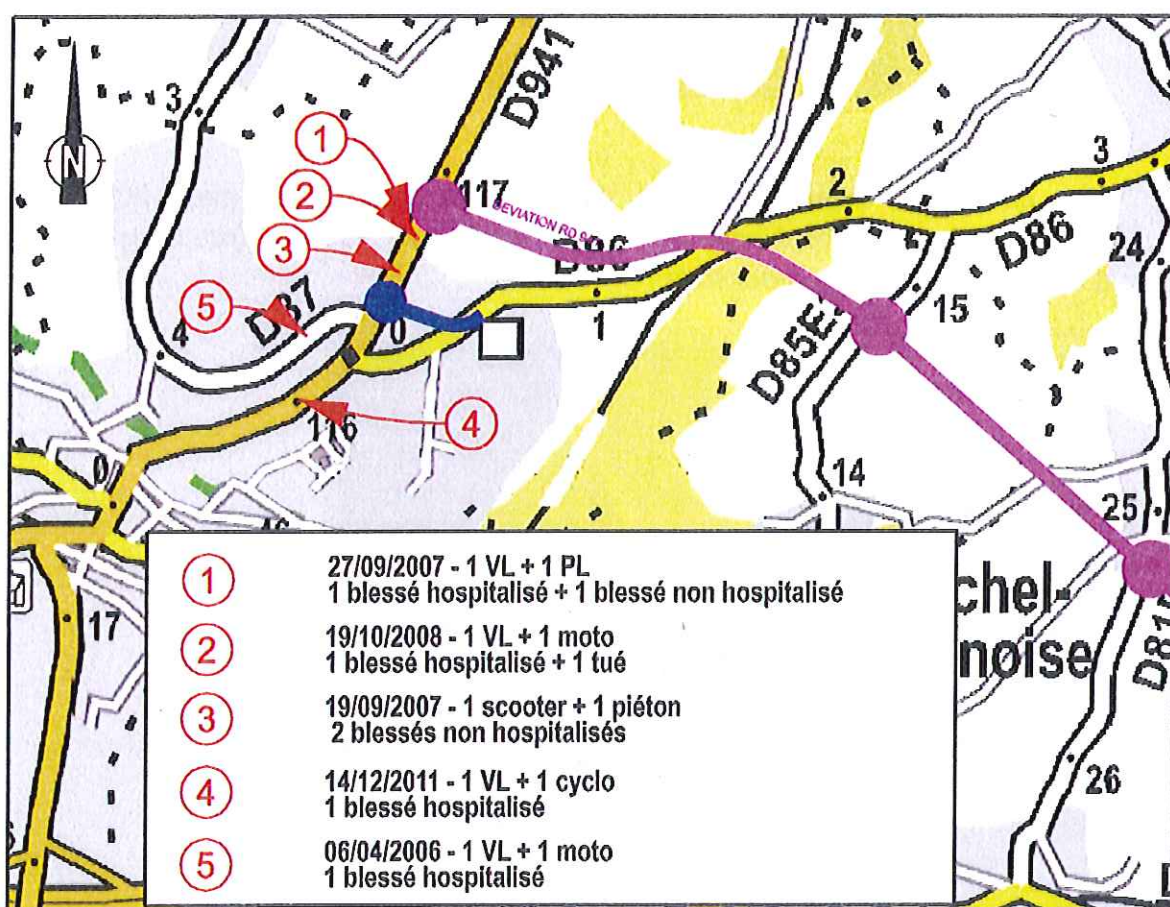 D941
3
N
1
117
2
DEVIATION RD 94
2
3
3
D86
D86
24
5
D87
0
1
15
4
D85E
4
116
0
14
25
17
chel-
noise
D81
26
1
27/09/2007 - 1 VL + 1 PL
1 blessé hospitalisé + 1 blessé non hospitalisé
2
19/10/2008 - 1 VL + 1 moto
1 blessé hospitalisé + 1 tué
3
19/09/2007 - 1 scooter + 1 piéton
2 blessés non hospitalisés
4
14/12/2011 - 1 VL + 1 cyclo
1 blessé hospitalisé
5
06/04/2006 - 1 VL + 1 moto
1 blessé hospitalisé